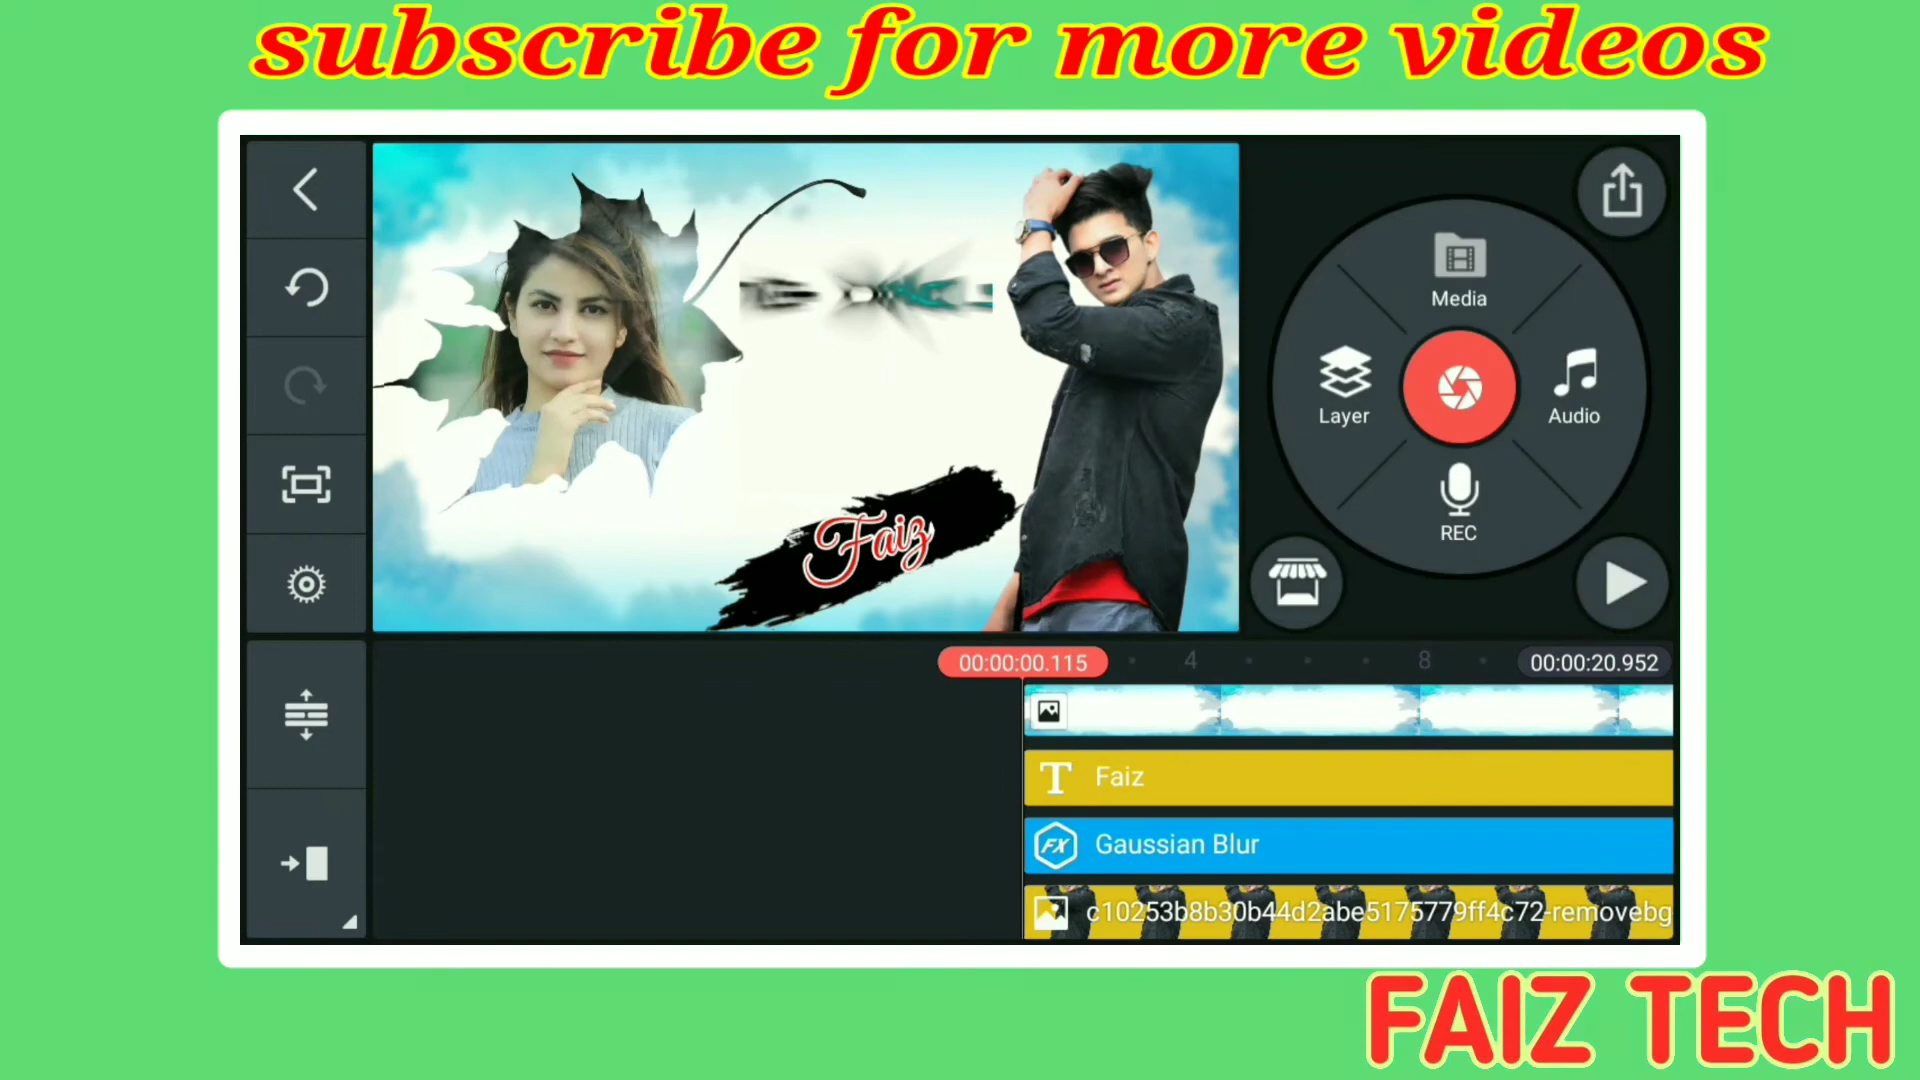 subscribe for more videos
Media
Layer
Audio
REC
Faiz
00:00:00.115
4
8
00:00:20.952
Faiz
FX Gaussian Blur
c10253b8b30b44d2abe5175779ff4c72-removebg
FAIZ TECH